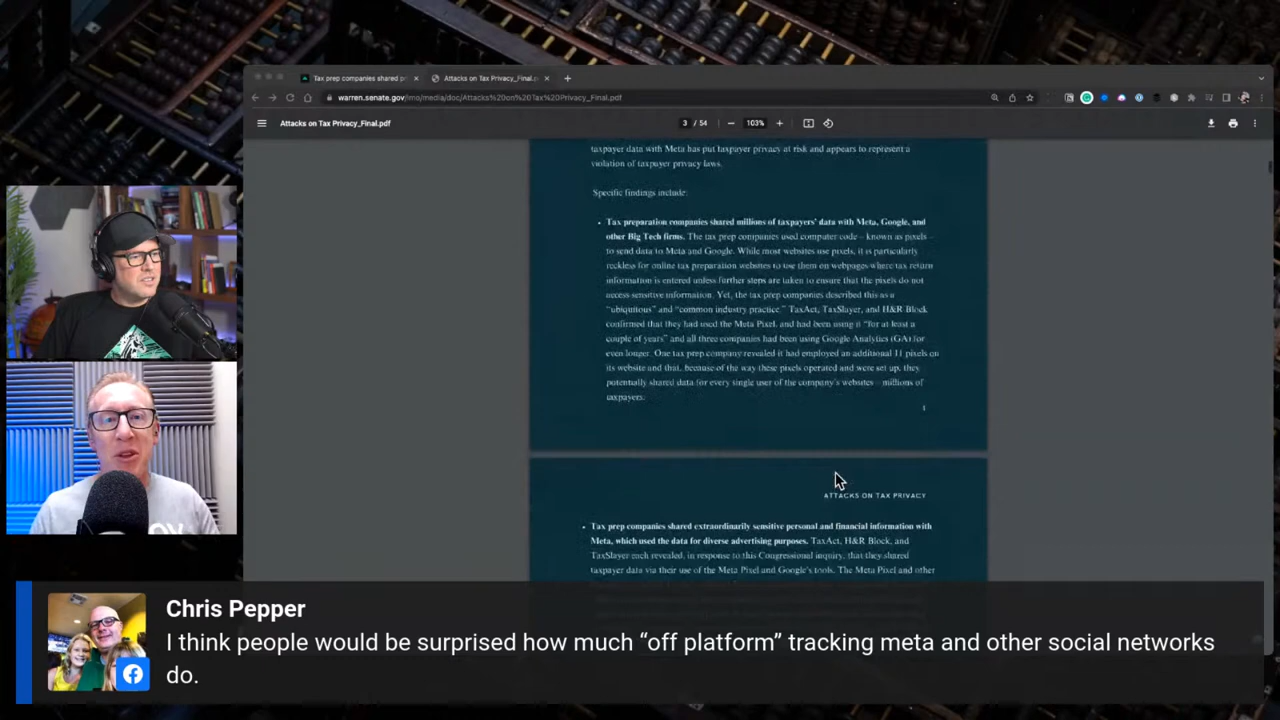 Tax prep companies shared pr
Attacks on Tax Privacy_Final.p
warren.senate.gov/imo/media/doc/Attacks%20on%20Tax%20Privacy_Final.pdf
Attacks on Tax Privacy_Final.pdf
3 / 54
103%
taxpayer data with Meta has put taxpayer privacy at risk and appears to represent a
violation of taxpayer privacy laws.
Specific findings include:
• Tax preparation companies shared millions of taxpayers' data with Meta, Google, and
other Big Tech firms. The tax prep companies used computer code – known as pixels –
to send data to Meta and Google. While most websites use pixels, it is particularly
reckless for online tax preparation websites to use them on webpages where tax return
information is entered unless further steps are taken to ensure that the pixels do not
access sensitive information. Yet, the tax prep companies described this as a
"ubiquitous" and "common industry practice." TaxAct, TaxSlayer, and H&R Block
confirmed that they had used the Meta Pixel, and had been using it "for at least a
couple of years" and all three companies had been using Google Analytics (GA) for
even longer. One tax prep company revealed it had employed an additional 11 pixels on
its website and that, because of the way these pixels operated and were set up, they
potentially shared data for every single user of the company's websites – millions of
taxpayers.
1
ATTACKS ON TAX PRIVACY
• Tax prep companies shared extraordinarily sensitive personal and financial information with
Meta, which used the data for diverse advertising purposes. TaxAct, H&R Block, and
TaxSlayer each revealed, in response to this Congressional inquiry, that they shared
taxpayer data via their use of the Meta Pixel and Google's tools. The Meta Pixel and other
Chris Pepper
I think people would be surprised how much “off platform” tracking meta and other social networks
do.